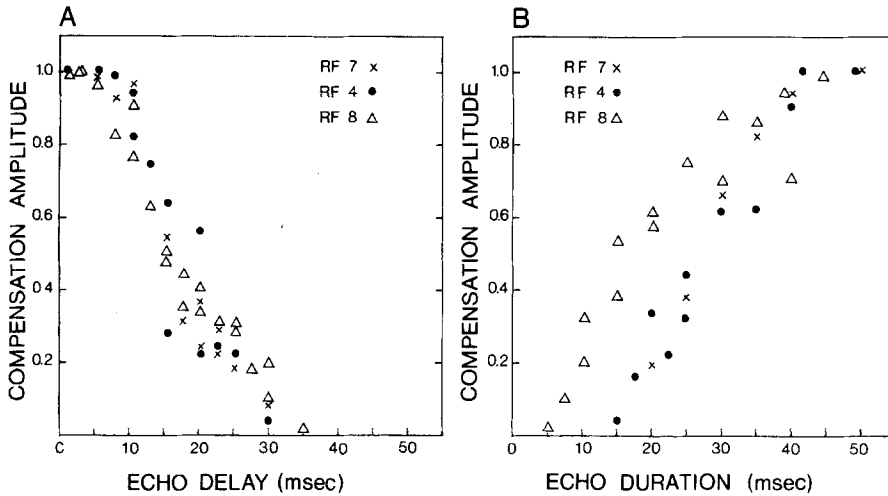 A
B
RF 7 x
RF 4 ●
RF 8 △
RF 7 x
RF 4 ●
RF 8 △
COMPENSATION AMPLITUDE
1.0
0.8
0.6
0.4
0.2
C 10 20 30 40 50
ECHO DELAY (msec)
COMPENSATION AMPLITUDE
1.0
0.8
0.6
0.4
0.2
0 10 20 30 40 50
ECHO DURATION (msec)